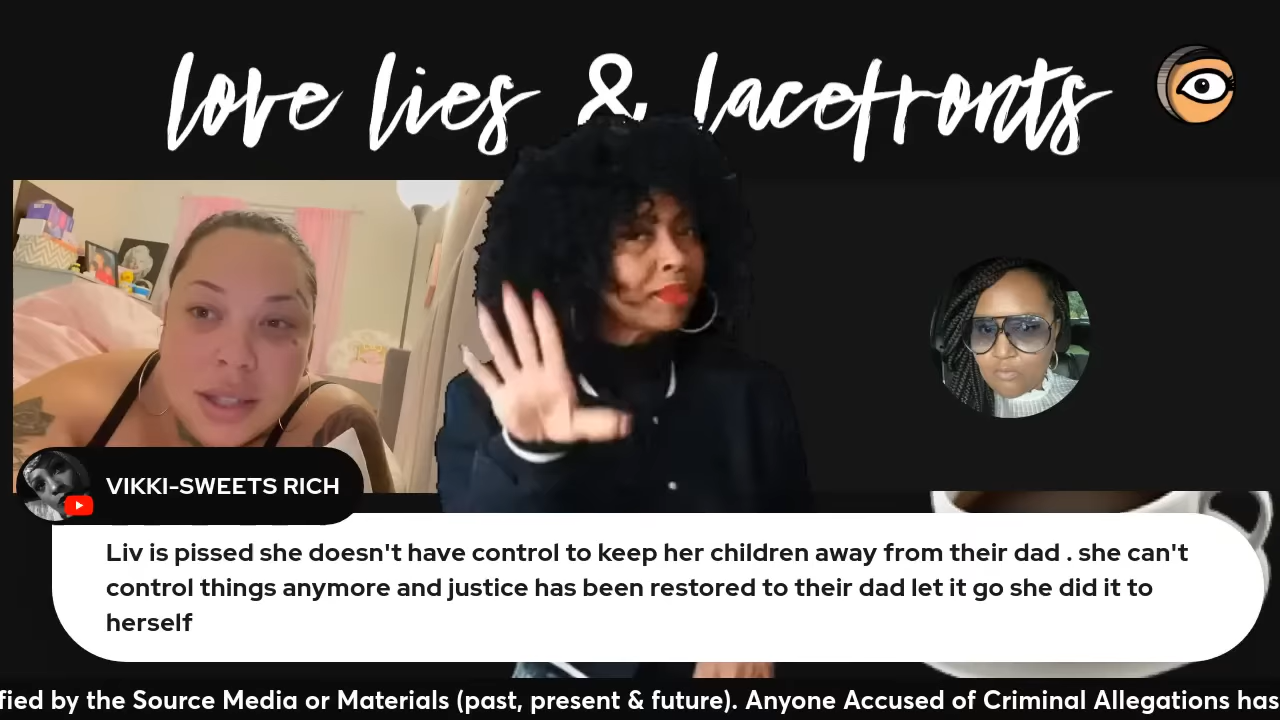 love lies & lacefronts
VIKKI-SWEETS RICH
Liv is pissed she doesn't have control to keep her children away from their dad . she can't
control things anymore and justice has been restored to their dad let it go she did it to
herself
fied by the Source Media or Materials (past, present & future). Anyone Accused of Criminal Allegations has